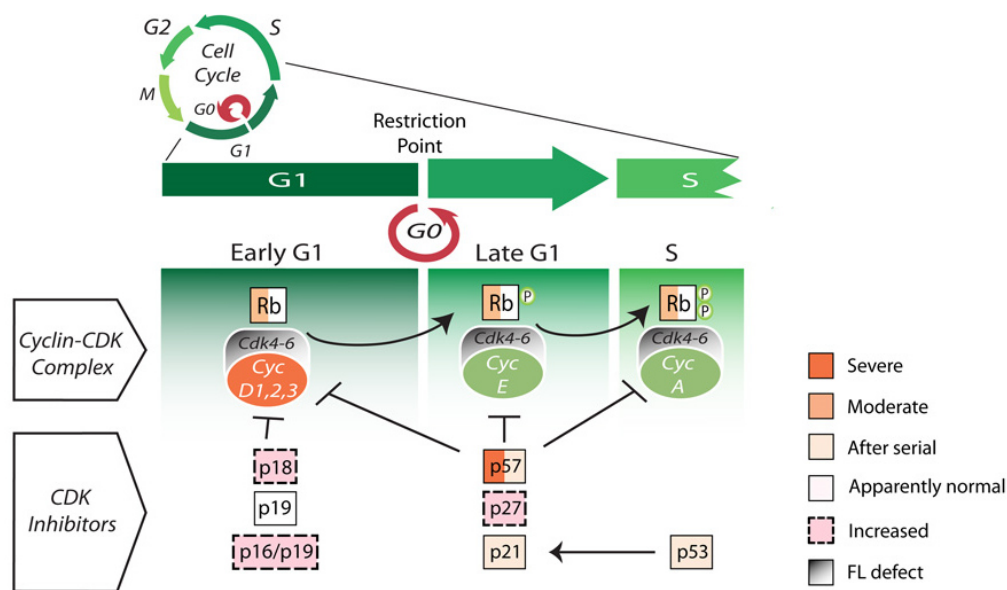 G2
S
Cell
Cycle
M
G0
G1
Restriction
Point
G1
S
G0
Early G1
Late G1
S
Cyclin-CDK
Complex
Rb
Rb
P
Rb
P
P
Cdk4-6
Cdk4-6
Cdk4-6
Cyc
D1,2,3
Cyc
E
Cyc
A
CDK
Inhibitors
p18
p57
p19
p27
p16/p19
p21
p53
Severe
Moderate
After serial
Apparently normal
Increased
FL defect